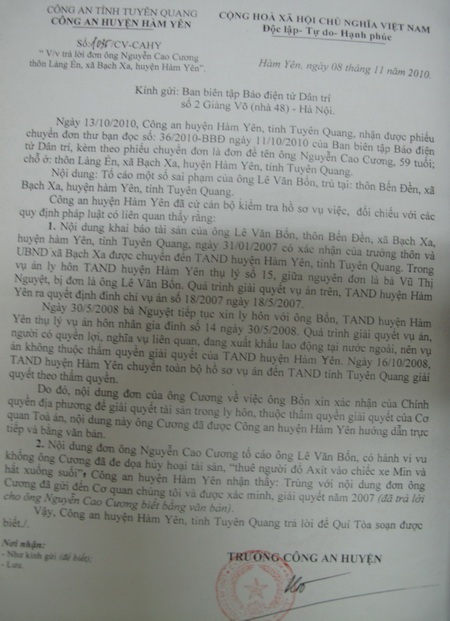 CÔNG AN TỈNH TUYÊN QUANG
CÔNG AN HUYỆN HÀM YÊN
CỘNG HOÀ XÃ HỘI CHỦ NGHĨA VIỆT NAM
Độc lập- Tự do- Hạnh phúc
Số: /CV-CAHY
" V/v trả lời đơn ông Nguyễn Cao Cương
thôn Làng Ên, xã Bạch Xa, huyện Hàm Yên".
Hàm Yên, ngày 08 tháng 11 năm 2010.
Kính gửi: Ban biên tập Báo điện tử Dân trí
số 2 Giảng Võ (nhà 48) - Hà Nội.
Ngày 13/10/2010, Công an huyện Hàm Yên, tỉnh Tuyên Quang, nhận được phiếu
chuyển đơn thư bạn đọc số: 36/2010-BBĐ ngày 11/10/2010 của Ban biên tập Báo điện
tử Dân trí, kèm theo phiếu chuyển đơn là đơn đề tên ông Nguyễn Cao Cương, 59 tuổi;
chỗ ở: thôn Làng Ên, xã Bạch Xa, huyện Hàm Yên, tỉnh Tuyên Quang.
Nội dung: Tố cáo một số sai phạm của ông Lê Văn Bốn, trú tại: thôn Bến Đền, xã
Bạch Xa, huyện hàm Yên, tỉnh Tuyên Quang.
Công an huyện Hàm Yên đã cử cán bộ kiểm tra hồ sơ vụ việc, đối chiếu với các
quy định pháp luật có liên quan thấy rằng:
1. Nội dung khai báo tài sản của ông Lê Văn Bốn, thôn Bến Đền, xã Bạch Xa,
huyện hàm Yên, tỉnh Tuyên Quang, ngày 31/01/2007 có xác nhận của trưởng thôn và
UBND xã Bạch Xa được chuyển đến TAND huyện Hàm Yên, tỉnh Tuyên Quang. Trong
vụ án ly hôn TAND huyện Hàm Yên thụ lý số 15, giữa nguyên đơn là bà Vũ Thị
Nguyệt, bị đơn là ông Lê Văn Bốn. Quá trình giải quyết vụ án trên, TAND huyện Hàm
Yên ra quyết định đình chỉ vụ án số 18/2007 ngày 18/5/2007.
Ngày 30/5/2008 bà Nguyệt tiếp tục xin ly hôn với ông Bốn, TAND huyện Hàm
Yên thụ lý vụ án hôn nhân gia đình số 14 ngày 30/5/2008. Quá trình giải quyết vụ án,
người có quyền lợi, nghĩa vụ liên quan, đang xuất khẩu lao động tại nước ngoài, nên vụ
án không thuộc thẩm quyền giải quyết của TAND huyện Hàm Yên. Ngày 16/10/2008,
TAND huyện Hàm Yên chuyển toàn bộ hồ sơ vụ án đến TAND tỉnh Tuyên Quang giải
quyết theo thẩm quyền.
Do đó, nội dung đơn của ông Cương về việc ông Bốn xin xác nhận của Chính
quyền địa phương để giải quyết tài sản trong ly hôn, thuộc thẩm quyền giải quyết của Cơ
quan Toà án, nội dung này ông Cương đã được Công an huyện Hàm Yên hướng dẫn trực
tiếp và bằng văn bản.
2. Nội dung đơn ông Nguyễn Cao Cương tố cáo ông Lê Văn Bốn, có hành vi vu
khống ông Cương đã đe dọa hủy hoại tài sản, "thuê người đổ Axít vào chiếc xe Min và
hất xuống suối", Công an huyện Hàm Yên nhận thấy: Trùng với nội dung đơn ông
Cương đã gửi đến Cơ quan chúng tôi và được xác minh, giải quyết năm 2007 (đã trả lời
cho ông Nguyễn Cao Cương biết bằng văn bản).
Vậy, Công an huyện Hàm Yên, tỉnh Tuyên Quang trả lời để Quí Tòa soạn được
biết./.
Nơi nhận:
- Như kính gửi (để biết);
- Lưu.
TRƯỞNG CÔNG AN HUYỆN